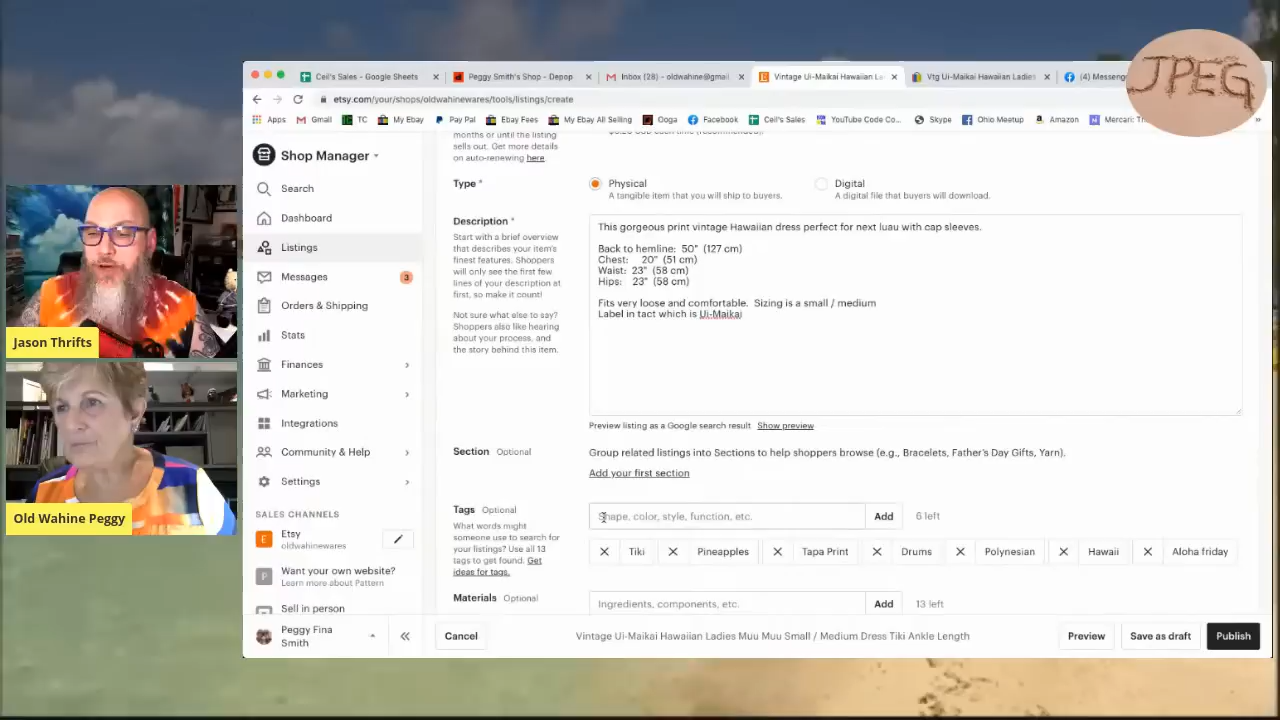 JPEG
Ceil's Sales - Google Sheets
Peggy Smith's Shop - Depop
Inbox (28) - oldwahine@gmail
Vintage Ui-Maikai Hawaiian La
Vtg Ui-Maikai Hawaiian Ladies
(4) Messeng
etsy.com/your/shops/oldwahinewares/tools/listings/create
Apps Gmail TC My Ebay Pay Pal Ebay Fees My Ebay All Selling Ooga Facebook Ceil's Sales YouTube Code Co... Skype Ohio Meetup Amazon Mercari: Th »
Shop Manager
Search
Dashboard
Listings
Messages 3
Orders & Shipping
Stats
Finances
Marketing
Integrations
Community & Help
Settings
SALES CHANNELS
Etsy
oldwahinewares
Want your own website?
Learn more about Pattern
Sell in person
Peggy Fina
Smith
Jason Thrifts
Old Wahine Peggy
months or until the listing
sells out. Get more details
on auto-renewing here.
Type *
Physical
A tangible item that you will ship to buyers.
Digital
A digital file that buyers will download.
Description *
Start with a brief overview
that describes your item's
finest features. Shoppers
will only see the first few
lines of your description at
first, so make it count!
Not sure what else to say?
Shoppers also like hearing
about your process, and
the story behind this item.
This gorgeous print vintage Hawaiian dress perfect for next luau with cap sleeves.
Back to hemline: 50" (127 cm)
Chest: 20" (51 cm)
Waist: 23" (58 cm)
Hips: 23" (58 cm)
Fits very loose and comfortable. Sizing is a small / medium
Label in tact which is Ui-Maikai
Preview listing as a Google search result Show preview
Section Optional
Group related listings into Sections to help shoppers browse (e.g., Bracelets, Father's Day Gifts, Yarn).
Add your first section
Tags Optional
What words might
someone use to search for
your listings? Use all 13
tags to get found. Get
ideas for tags.
Shape, color, style, function, etc. Add 6 left
Tiki Pineapples Tapa Print Drums Polynesian Hawaii Aloha friday
Materials Optional
Ingredients, components, etc. Add 13 left
Cancel
Vintage Ui-Maikai Hawaiian Ladies Muu Muu Small / Medium Dress Tiki Ankle Length
Preview Save as draft Publish